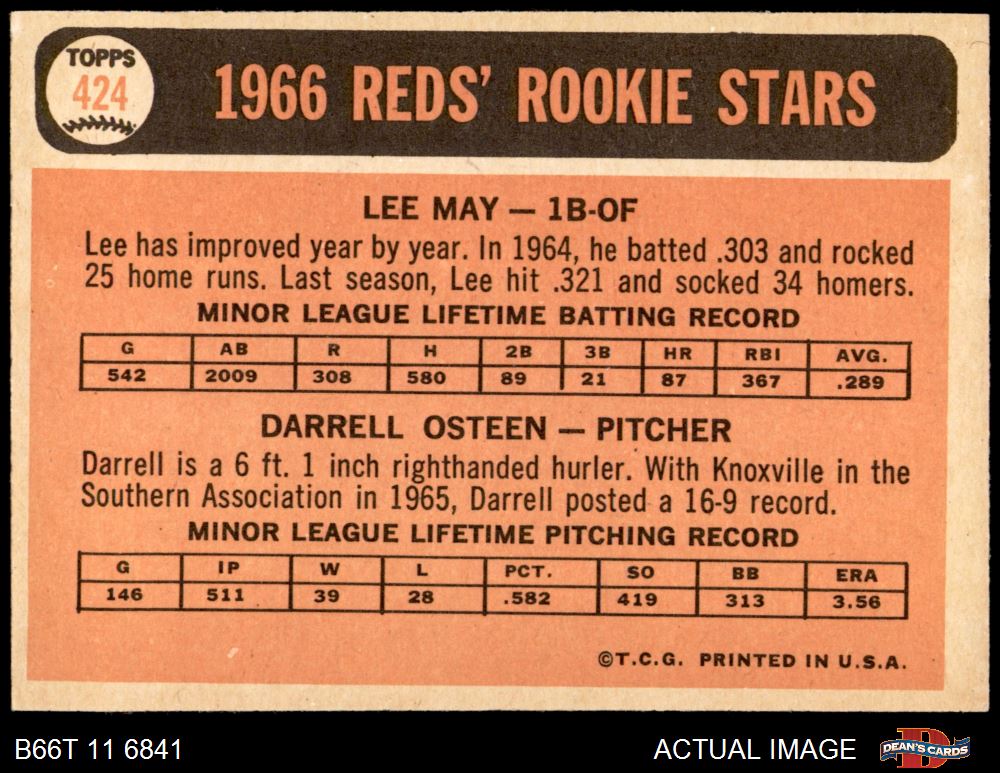 TOPPS
424
1966 REDS' ROOKIE STARS
LEE MAY — 1B-OF
Lee has improved year by year. In 1964, he batted .303 and rocked
25 home runs. Last season, Lee hit .321 and socked 34 homers.
MINOR LEAGUE LIFETIME BATTING RECORD
G AB R H 2B 3B HR RBI AVG.
542 2009 308 580 89 21 87 367 .289
DARRELL OSTEEN — PITCHER
Darrell is a 6 ft. 1 inch righthanded hurler. With Knoxville in the
Southern Association in 1965, Darrell posted a 16-9 record.
MINOR LEAGUE LIFETIME PITCHING RECORD
G IP W L PCT. SO BB ERA
146 511 39 28 .582 419 313 3.56
©T.C.G. PRINTED IN U.S.A.
B66T 11 6841 ACTUAL IMAGE DEAN'S CARDS